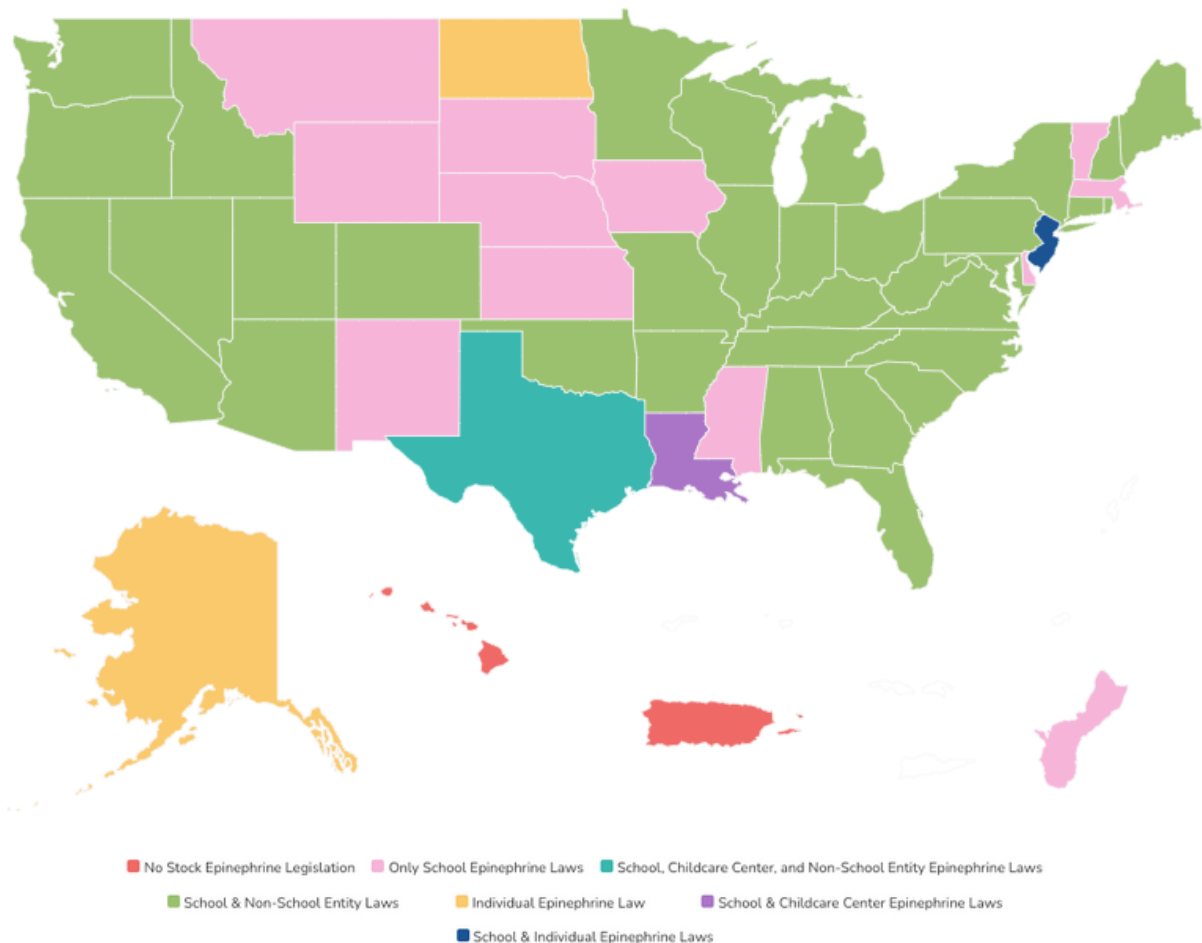 No Stock Epinephrine Legislation Only School Epinephrine Laws School, Childcare Center, and Non-School Entity Epinephrine Laws
School & Non-School Entity Laws Individual Epinephrine Law School & Childcare Center Epinephrine Laws
School & Individual Epinephrine Laws